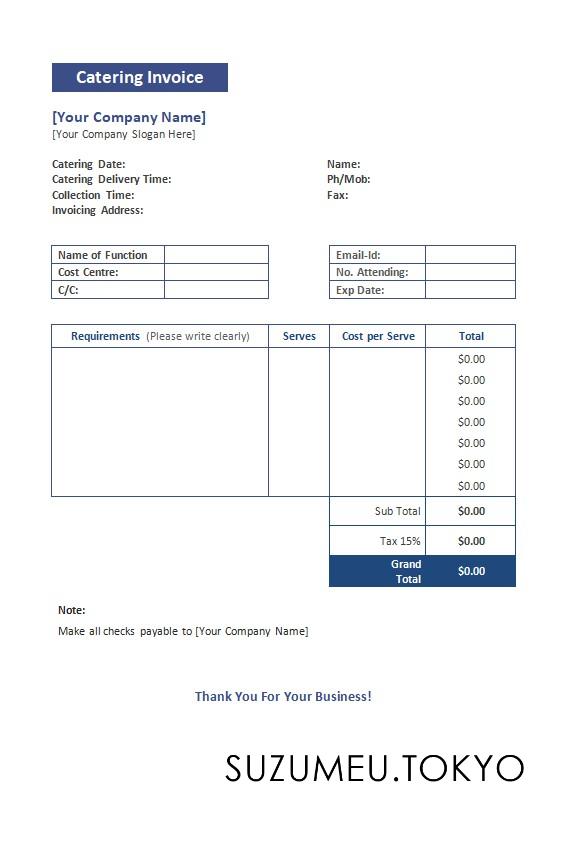 Catering Invoice
[Your Company Name]
[Your Company Slogan Here]
Catering Date:
Catering Delivery Time:
Collection Time:
Invoicing Address:
Name:
Ph/Mob:
Fax:
Name of Function
Cost Centre:
C/C:
Email-Id:
No. Attending:
Exp Date:
Requirements (Please write clearly) Serves Cost per Serve Total
$0.00
$0.00
$0.00
$0.00
$0.00
$0.00
$0.00
Sub Total $0.00
Tax 15% $0.00
Grand
Total $0.00
Note:
Make all checks payable to [Your Company Name]
Thank You For Your Business!
SUZUMEU.TOKYO